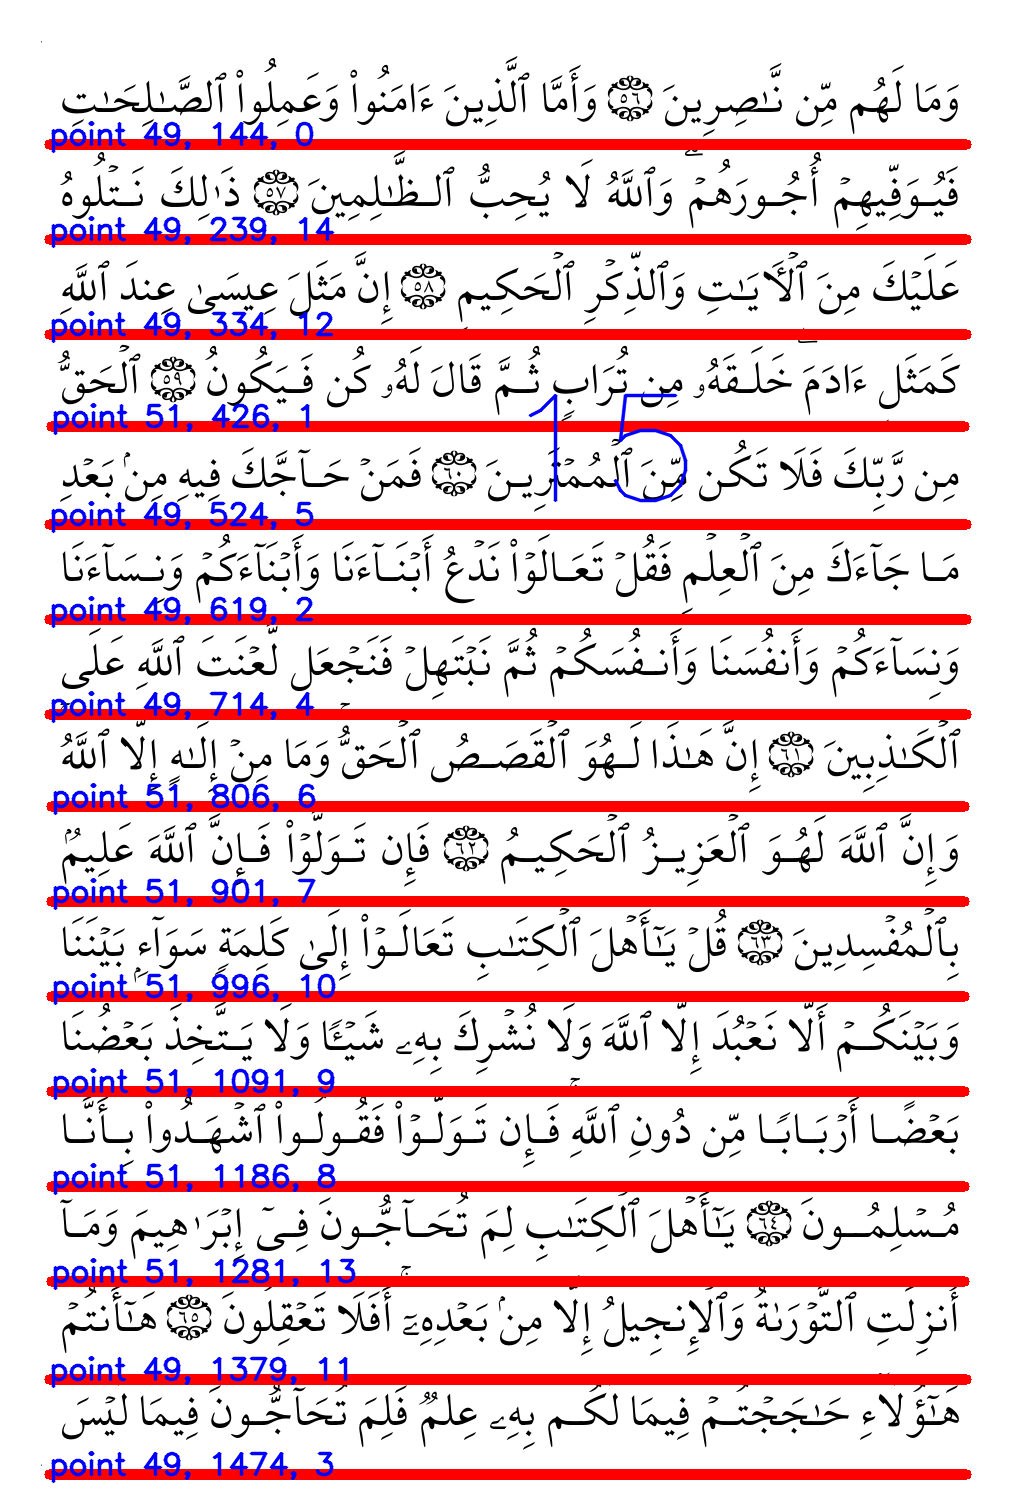 وَمَا لَهُم مِّن نَّـٰصِرِينَ ٥٦ وَأَمَّا ٱلَّذِينَ ءَامَنُوا۟ وَعَمِلُوا۟ ٱلصَّـٰلِحَـٰتِ
point 49, 144, 0
فَيُوَفِّيهِمْ أُجُورَهُمْ ۗ وَٱللَّهُ لَا يُحِبُّ ٱلظَّـٰلِمِينَ ٥٧ ذَٰلِكَ نَتْلُوهُ
point 49, 239, 14
عَلَيْكَ مِنَ ٱلْـَٔايَـٰتِ وَٱلذِّكْرِ ٱلْحَكِيمِ ٥٨ إِنَّ مَثَلَ عِيسَىٰ عِندَ ٱللَّهِ
point 49, 334, 12
كَمَثَلِ ءَادَمَ ۖ خَلَقَهُۥ مِن تُرَابٍ ثُمَّ قَالَ لَهُۥ كُن فَيَكُونُ ٥٩ ٱلْحَقُّ
point 51, 426, 1
15
مِن رَّبِّكَ فَلَا تَكُن مِّنَ ٱلْمُمْتَرِينَ ٦٠ فَمَنْ حَآجَّكَ فِيهِ مِنۢ بَعْدِ
point 49, 524, 5
مَا جَآءَكَ مِنَ ٱلْعِلْمِ فَقُلْ تَعَالَوْا۟ نَدْعُ أَبْنَآءَنَا وَأَبْنَآءَكُمْ وَنِسَآءَنَا
point 49, 619, 2
وَنِسَآءَكُمْ وَأَنفُسَنَا وَأَنفُسَكُمْ ثُمَّ نَبْتَهِلْ فَنَجْعَل لَّعْنَتَ ٱللَّهِ عَلَى
point 49, 714, 4
ٱلْكَـٰذِبِينَ ٦١ إِنَّ هَـٰذَا لَهُوَ ٱلْقَصَصُ ٱلْحَقُّ ۚ وَمَا مِنْ إِلَـٰهٍ إِلَّا ٱللَّهُ ۚ
point 51, 806, 6
وَإِنَّ ٱللَّهَ لَهُوَ ٱلْعَزِيزُ ٱلْحَكِيمُ ٦٢ فَإِن تَوَلَّوْا۟ فَإِنَّ ٱللَّهَ عَلِيمٌۢ
point 51, 901, 7
بِٱلْمُفْسِدِينَ ٦٣ قُلْ يَـٰٓأَهْلَ ٱلْكِتَـٰبِ تَعَالَوْا۟ إِلَىٰ كَلِمَةٍ سَوَآءٍۭ بَيْنَنَا
point 51, 996, 10
وَبَيْنَكُمْ أَلَّا نَعْبُدَ إِلَّا ٱللَّهَ وَلَا نُشْرِكَ بِهِۦ شَيْـًٔا وَلَا يَتَّخِذَ بَعْضُنَا
point 51, 1091, 9
بَعْضًا أَرْبَابًا مِّن دُونِ ٱللَّهِ ۚ فَإِن تَوَلَّوْا۟ فَقُولُوا۟ ٱشْهَدُوا۟ بِأَنَّا
point 51, 1186, 8
مُسْلِمُونَ ٦٤ يَـٰٓأَهْلَ ٱلْكِتَـٰبِ لِمَ تُحَآجُّونَ فِىٓ إِبْرَٰهِيمَ وَمَآ
point 51, 1281, 13
أُنزِلَتِ ٱلتَّوْرَىٰةُ وَٱلْإِنجِيلُ إِلَّا مِنۢ بَعْدِهِۦٓ ۚ أَفَلَا تَعْقِلُونَ ٦٥ هَـٰٓأَنتُمْ
point 49, 1379, 11
هَـٰٓؤُلَآءِ حَـٰجَجْتُمْ فِيمَا لَكُم بِهِۦ عِلْمٌ فَلِمَ تُحَآجُّونَ فِيمَا لَيْسَ
point 49, 1474, 3